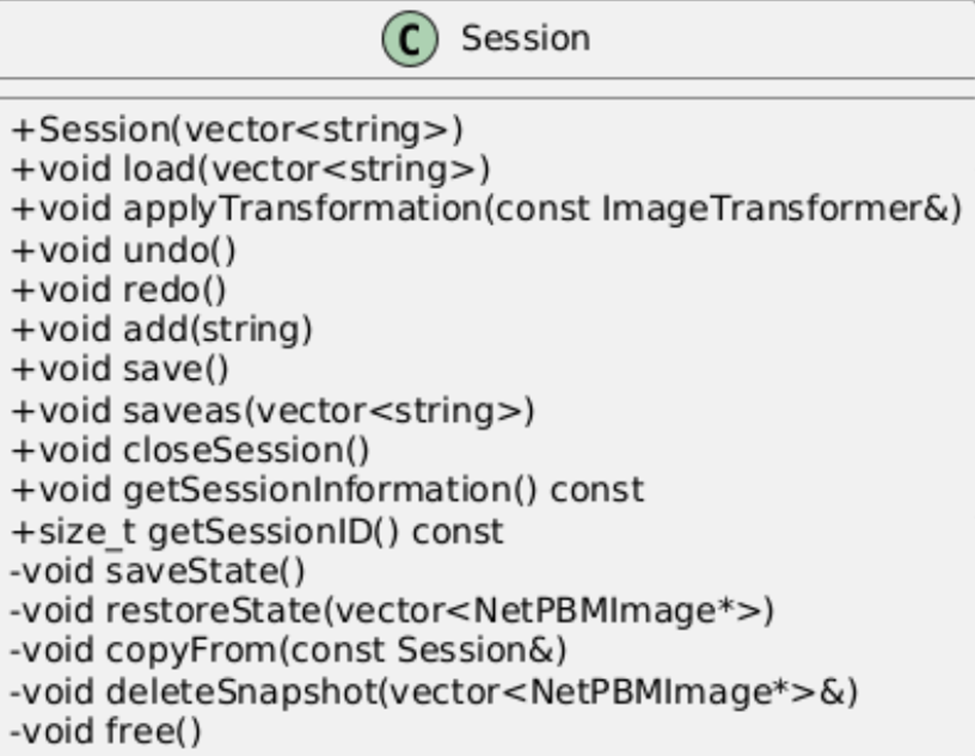 C Session
+Session(vector<string>)
+void load(vector<string>)
+void applyTransformation(const ImageTransformer&)
+void undo()
+void redo()
+void add(string)
+void save()
+void saveas(vector<string>)
+void closeSession()
+void getSessionInformation() const
+size_t getSessionID() const
-void saveState()
-void restoreState(vector<NetPBMImage*>)
-void copyFrom(const Session&)
-void deleteSnapshot(vector<NetPBMImage*>&)
-void free()